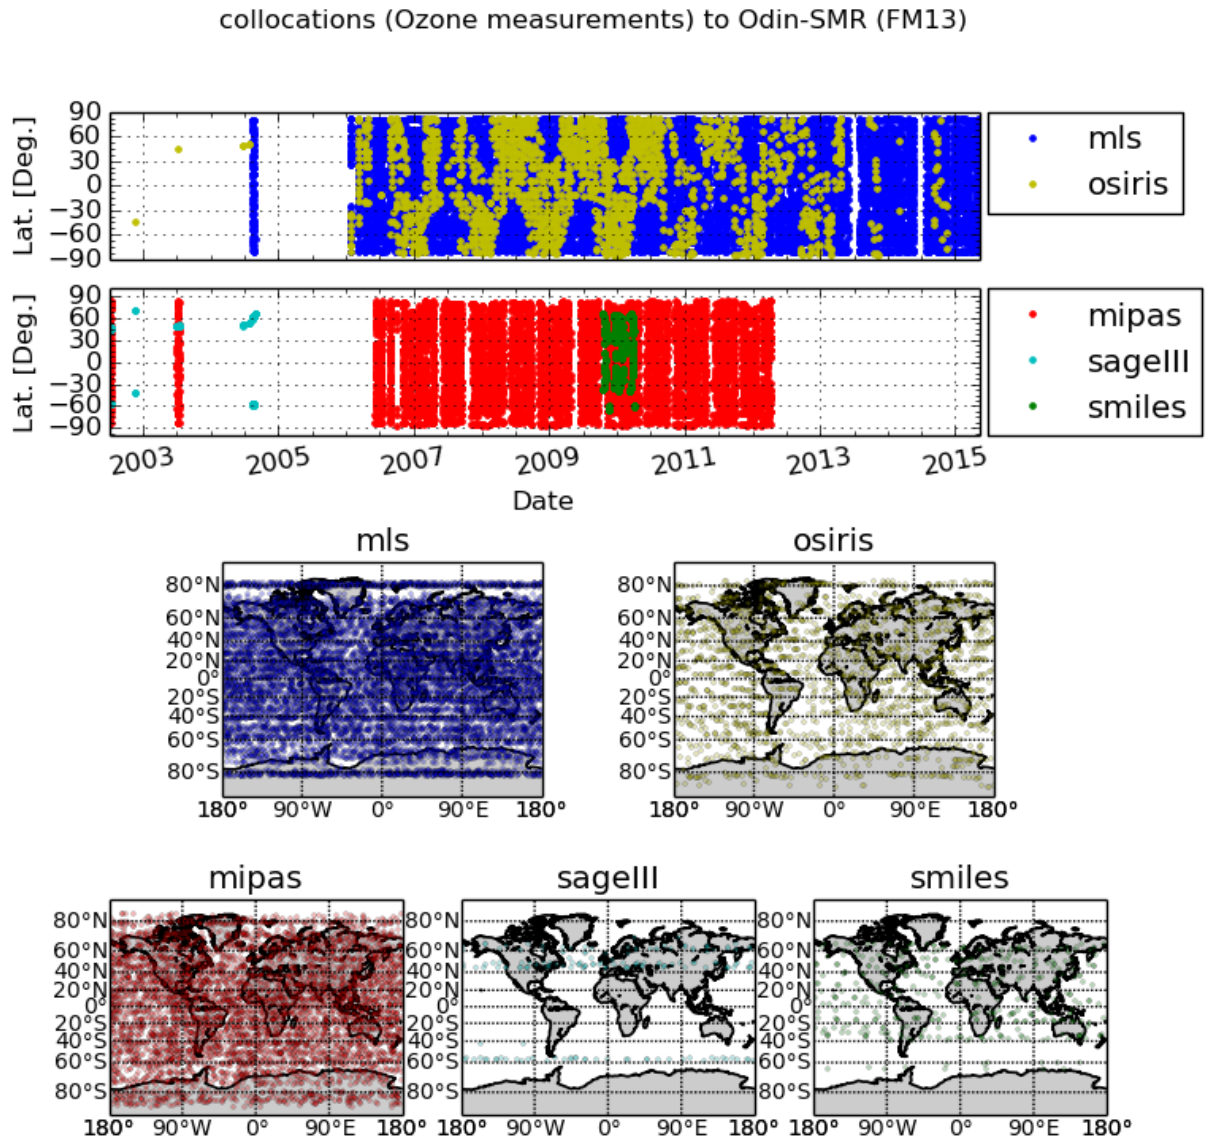 collocations (Ozone measurements) to Odin-SMR (FM13)
90
60
30
0
−30
−60
−90
Lat. [Deg.]
mls
osiris
90
60
30
0
−30
−60
−90
Lat. [Deg.]
mipas
sageIII
smiles
2003 2005 2007 2009 2011 2013 2015
Date
mls
80°N
60°N
40°N
20°N
0°
20°S
40°S
60°S
80°S
180° 90°W 0° 90°E 180°
osiris
80°N
60°N
40°N
20°N
0°
20°S
40°S
60°S
80°S
180° 90°W 0° 90°E 180°
mipas
80°N
60°N
40°N
20°N
0°
20°S
40°S
60°S
80°S
180° 90°W 0° 90°E 180°
sageIII
80°N
60°N
40°N
20°N
0°
20°S
40°S
60°S
80°S
180° 90°W 0° 90°E 180°
smiles
80°N
60°N
40°N
20°N
0°
20°S
40°S
60°S
80°S
180° 90°W 0° 90°E 180°